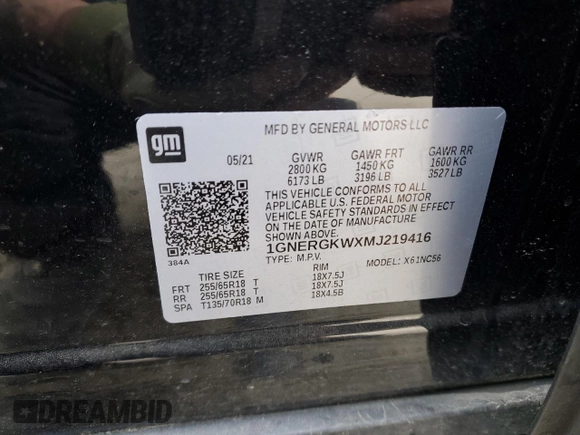 gm
MFD BY GENERAL MOTORS LLC
05/21 GVWR GAWR FRT GAWR RR
2800 KG 1450 KG 1600 KG
6173 LB 3196 LB 3527 LB
THIS VEHICLE CONFORMS TO ALL
APPLICABLE U.S. FEDERAL MOTOR
VEHICLE SAFETY STANDARDS IN EFFECT
ON THE DATE OF MANUFACTURE
SHOWN ABOVE.
1GNERGKWXMJ219416
384A TYPE: M.P.V. MODEL: X61NC56
TIRE SIZE RIM
FRT 255/65R18 T 18X7.5J
RR 255/65R18 T 18X7.5J
SPA T135/70R18 M 18X4.5B
DREAMBID